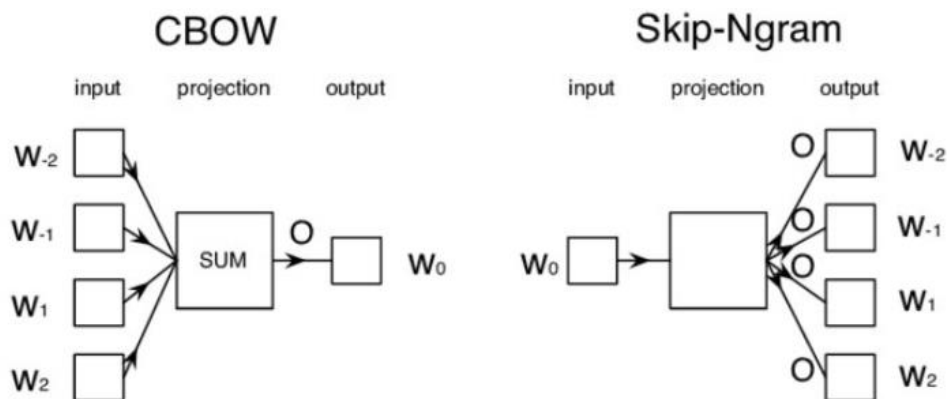 CBOW
input projection output
W-2
W-1
W1
W2
SUM
O
W0
Skip-Ngram
input projection output
W0
O
O
O
O
W-2
W-1
W1
W2